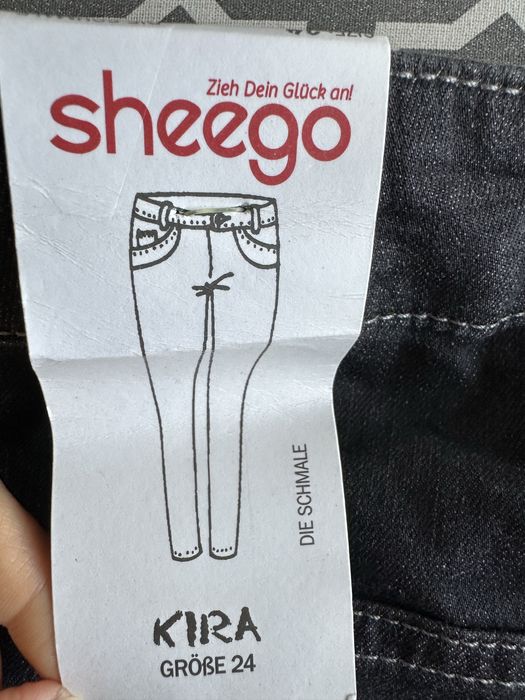 Zieh Dein Glück an!
sheego
DIE SCHMALE
KIRA
GRÖßE 24